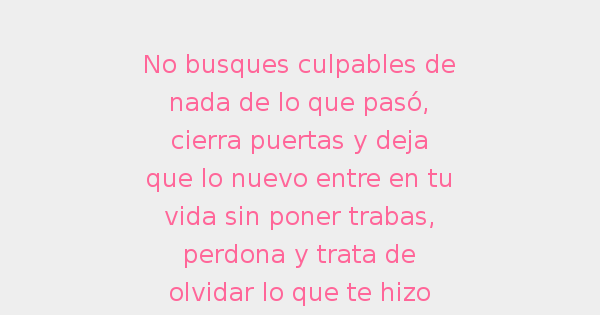 No busques culpables de
nada de lo que pasó,
cierra puertas y deja
que lo nuevo entre en tu
vida sin poner trabas,
perdona y trata de
olvidar lo que te hizo